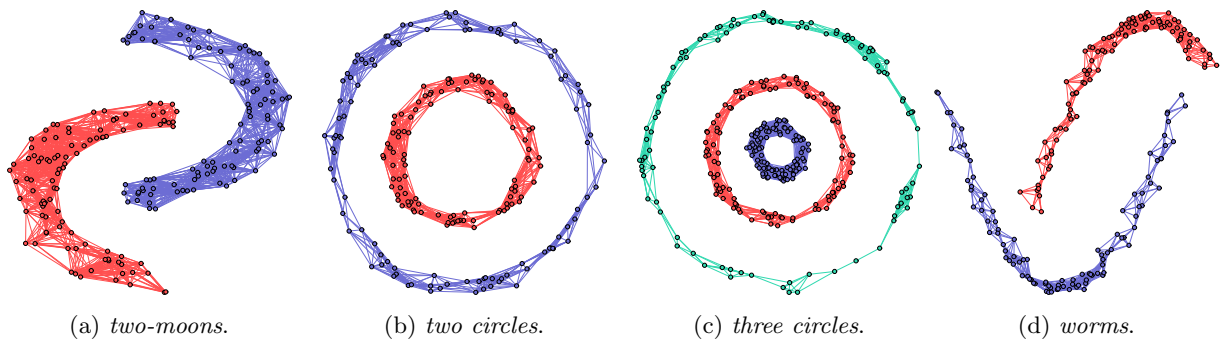 (a) two-moons. (b) two circles. (c) three circles. (d) worms.